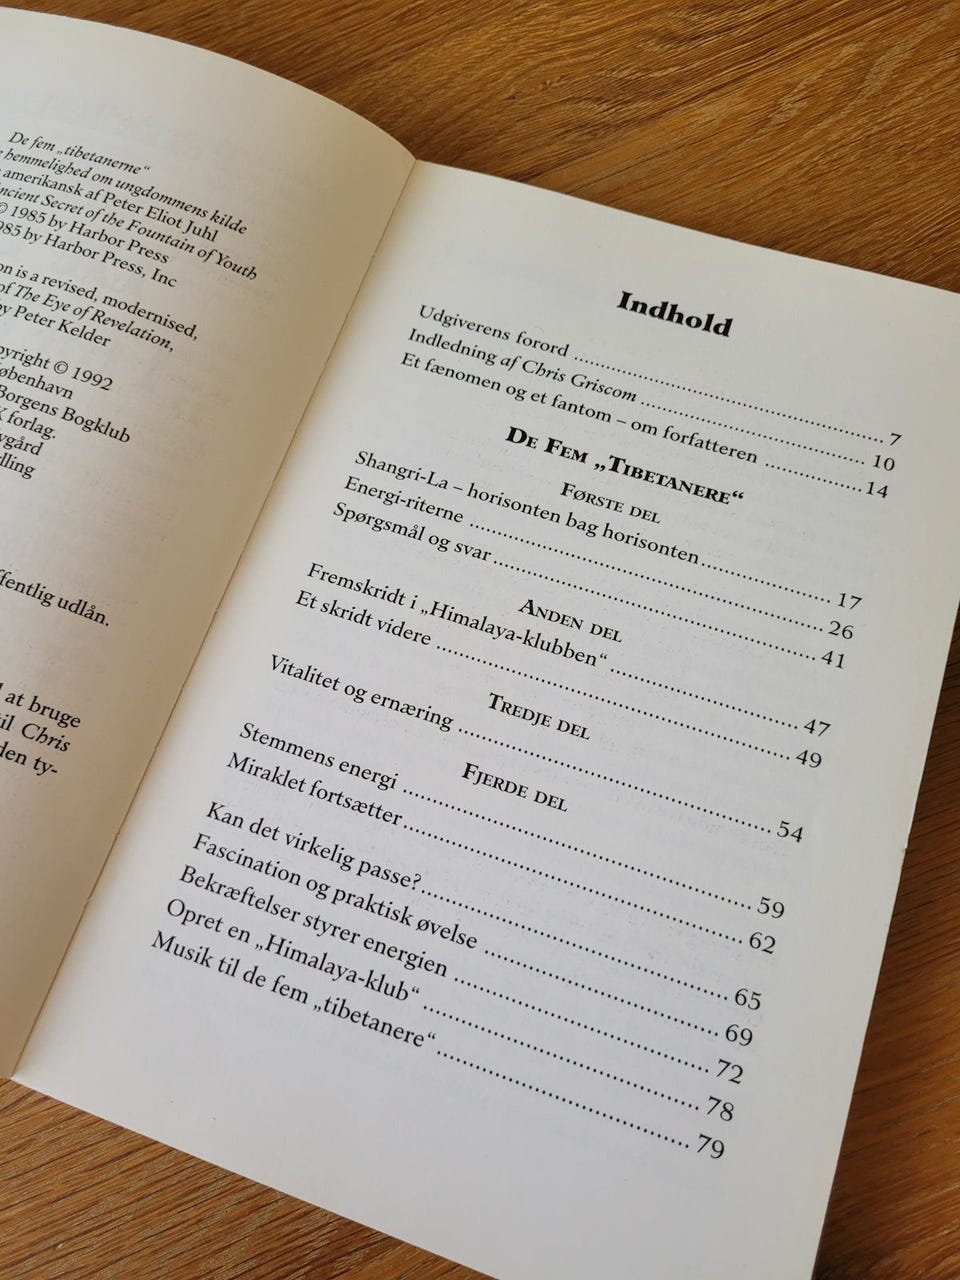 De fem „tibetanerne“
hemmelighed om ungdommens kilde
amerikansk af Peter Eliot Juhl
ncient Secret of the Fountain of Youth
© 1985 by Harbor Press
985 by Harbor Press, Inc
on is a revised, modernised,
of The Eye of Revelation,
by Peter Kelder
pyright © 1992
øbenhavn
Borgens Bogklub
K forlag.
vgård
dling
ffentlig udlån.
l at bruge
til Chris
den ty-
Indhold
Udgiverens forord ........ 7
Indledning af Chris Griscom ........ 10
Et fænomen og et fantom – om forfatteren ........ 14
De Fem „Tibetanere“
Første del
Shangri-La – horisonten bag horisonten ........ 17
Energi-riterne ........ 26
Spørgsmål og svar ........ 41
Anden del
Fremskridt i „Himalaya-klubben“ ........ 47
Et skridt videre ........ 49
Tredje del
Vitalitet og ernæring ........ 54
Fjerde del
Stemmens energi ........ 59
Miraklet fortsætter ........ 62
Kan det virkelig passe? ........ 65
Fascination og praktisk øvelse ........ 69
Bekræftelser styrer energien ........ 72
Opret en „Himalaya-klub“ ........ 78
Musik til de fem „tibetanere“ ........ 79